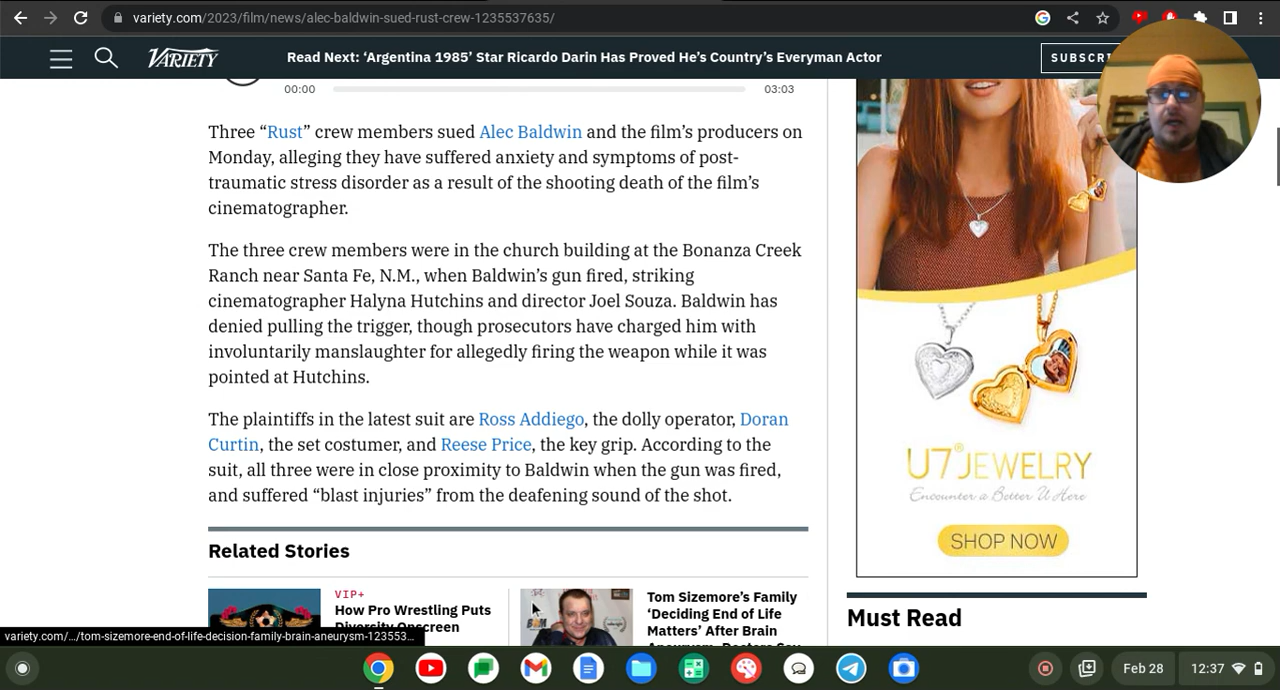 variety.com/2023/film/news/alec-baldwin-sued-rust-crew-1235537635/
VARIETY
Read Next: ‘Argentina 1985’ Star Ricardo Darin Has Proved He’s Country’s Everyman Actor
SUBSCRI
00:00
03:03
Three “Rust” crew members sued Alec Baldwin and the film’s producers on
Monday, alleging they have suffered anxiety and symptoms of post-
traumatic stress disorder as a result of the shooting death of the film’s
cinematographer.
The three crew members were in the church building at the Bonanza Creek
Ranch near Santa Fe, N.M., when Baldwin’s gun fired, striking
cinematographer Halyna Hutchins and director Joel Souza. Baldwin has
denied pulling the trigger, though prosecutors have charged him with
involuntarily manslaughter for allegedly firing the weapon while it was
pointed at Hutchins.
The plaintiffs in the latest suit are Ross Addiego, the dolly operator, Doran
Curtin, the set costumer, and Reese Price, the key grip. According to the
suit, all three were in close proximity to Baldwin when the gun was fired,
and suffered “blast injuries” from the deafening sound of the shot.
Related Stories
VIP+
How Pro Wrestling Puts
Diversity Onscreen
Tom Sizemore’s Family
‘Deciding End of Life
Matters’ After Brain
Aneurysm, Doctors Say
U7® JEWELRY
Encounter a Better U Here
SHOP NOW
Must Read
variety.com/.../tom-sizemore-end-of-life-decision-family-brain-aneurysm-123553...
Feb 28
12:37